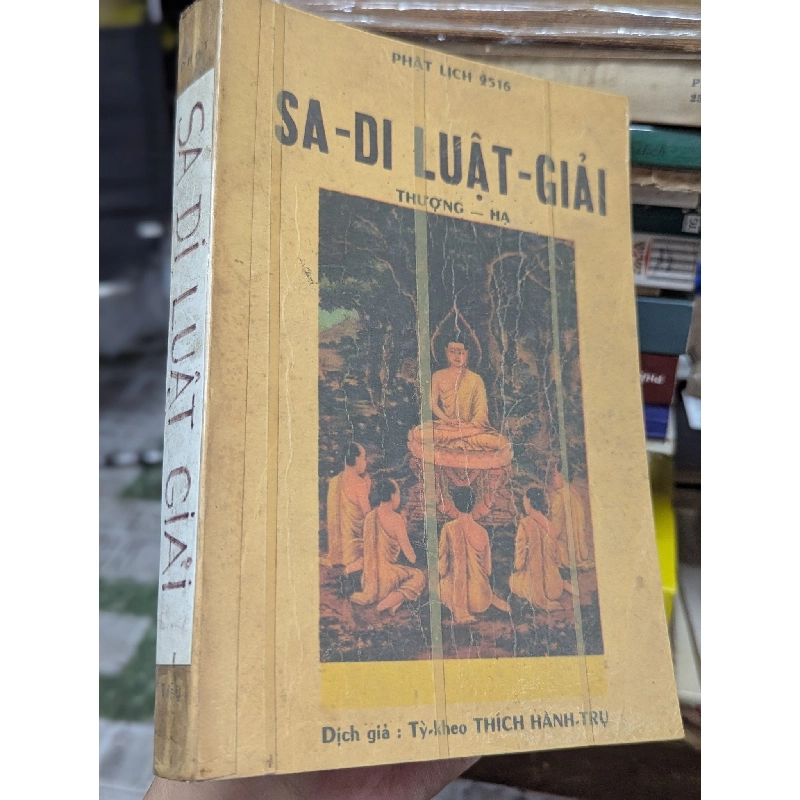 PHẬT LỊCH 2516
SA-DI LUẬT-GIẢI
THƯỢNG — HẠ
Dịch giả : Tỳ-kheo THÍCH HÀNH-TRỤ
SA DI LUẬT GIẢI